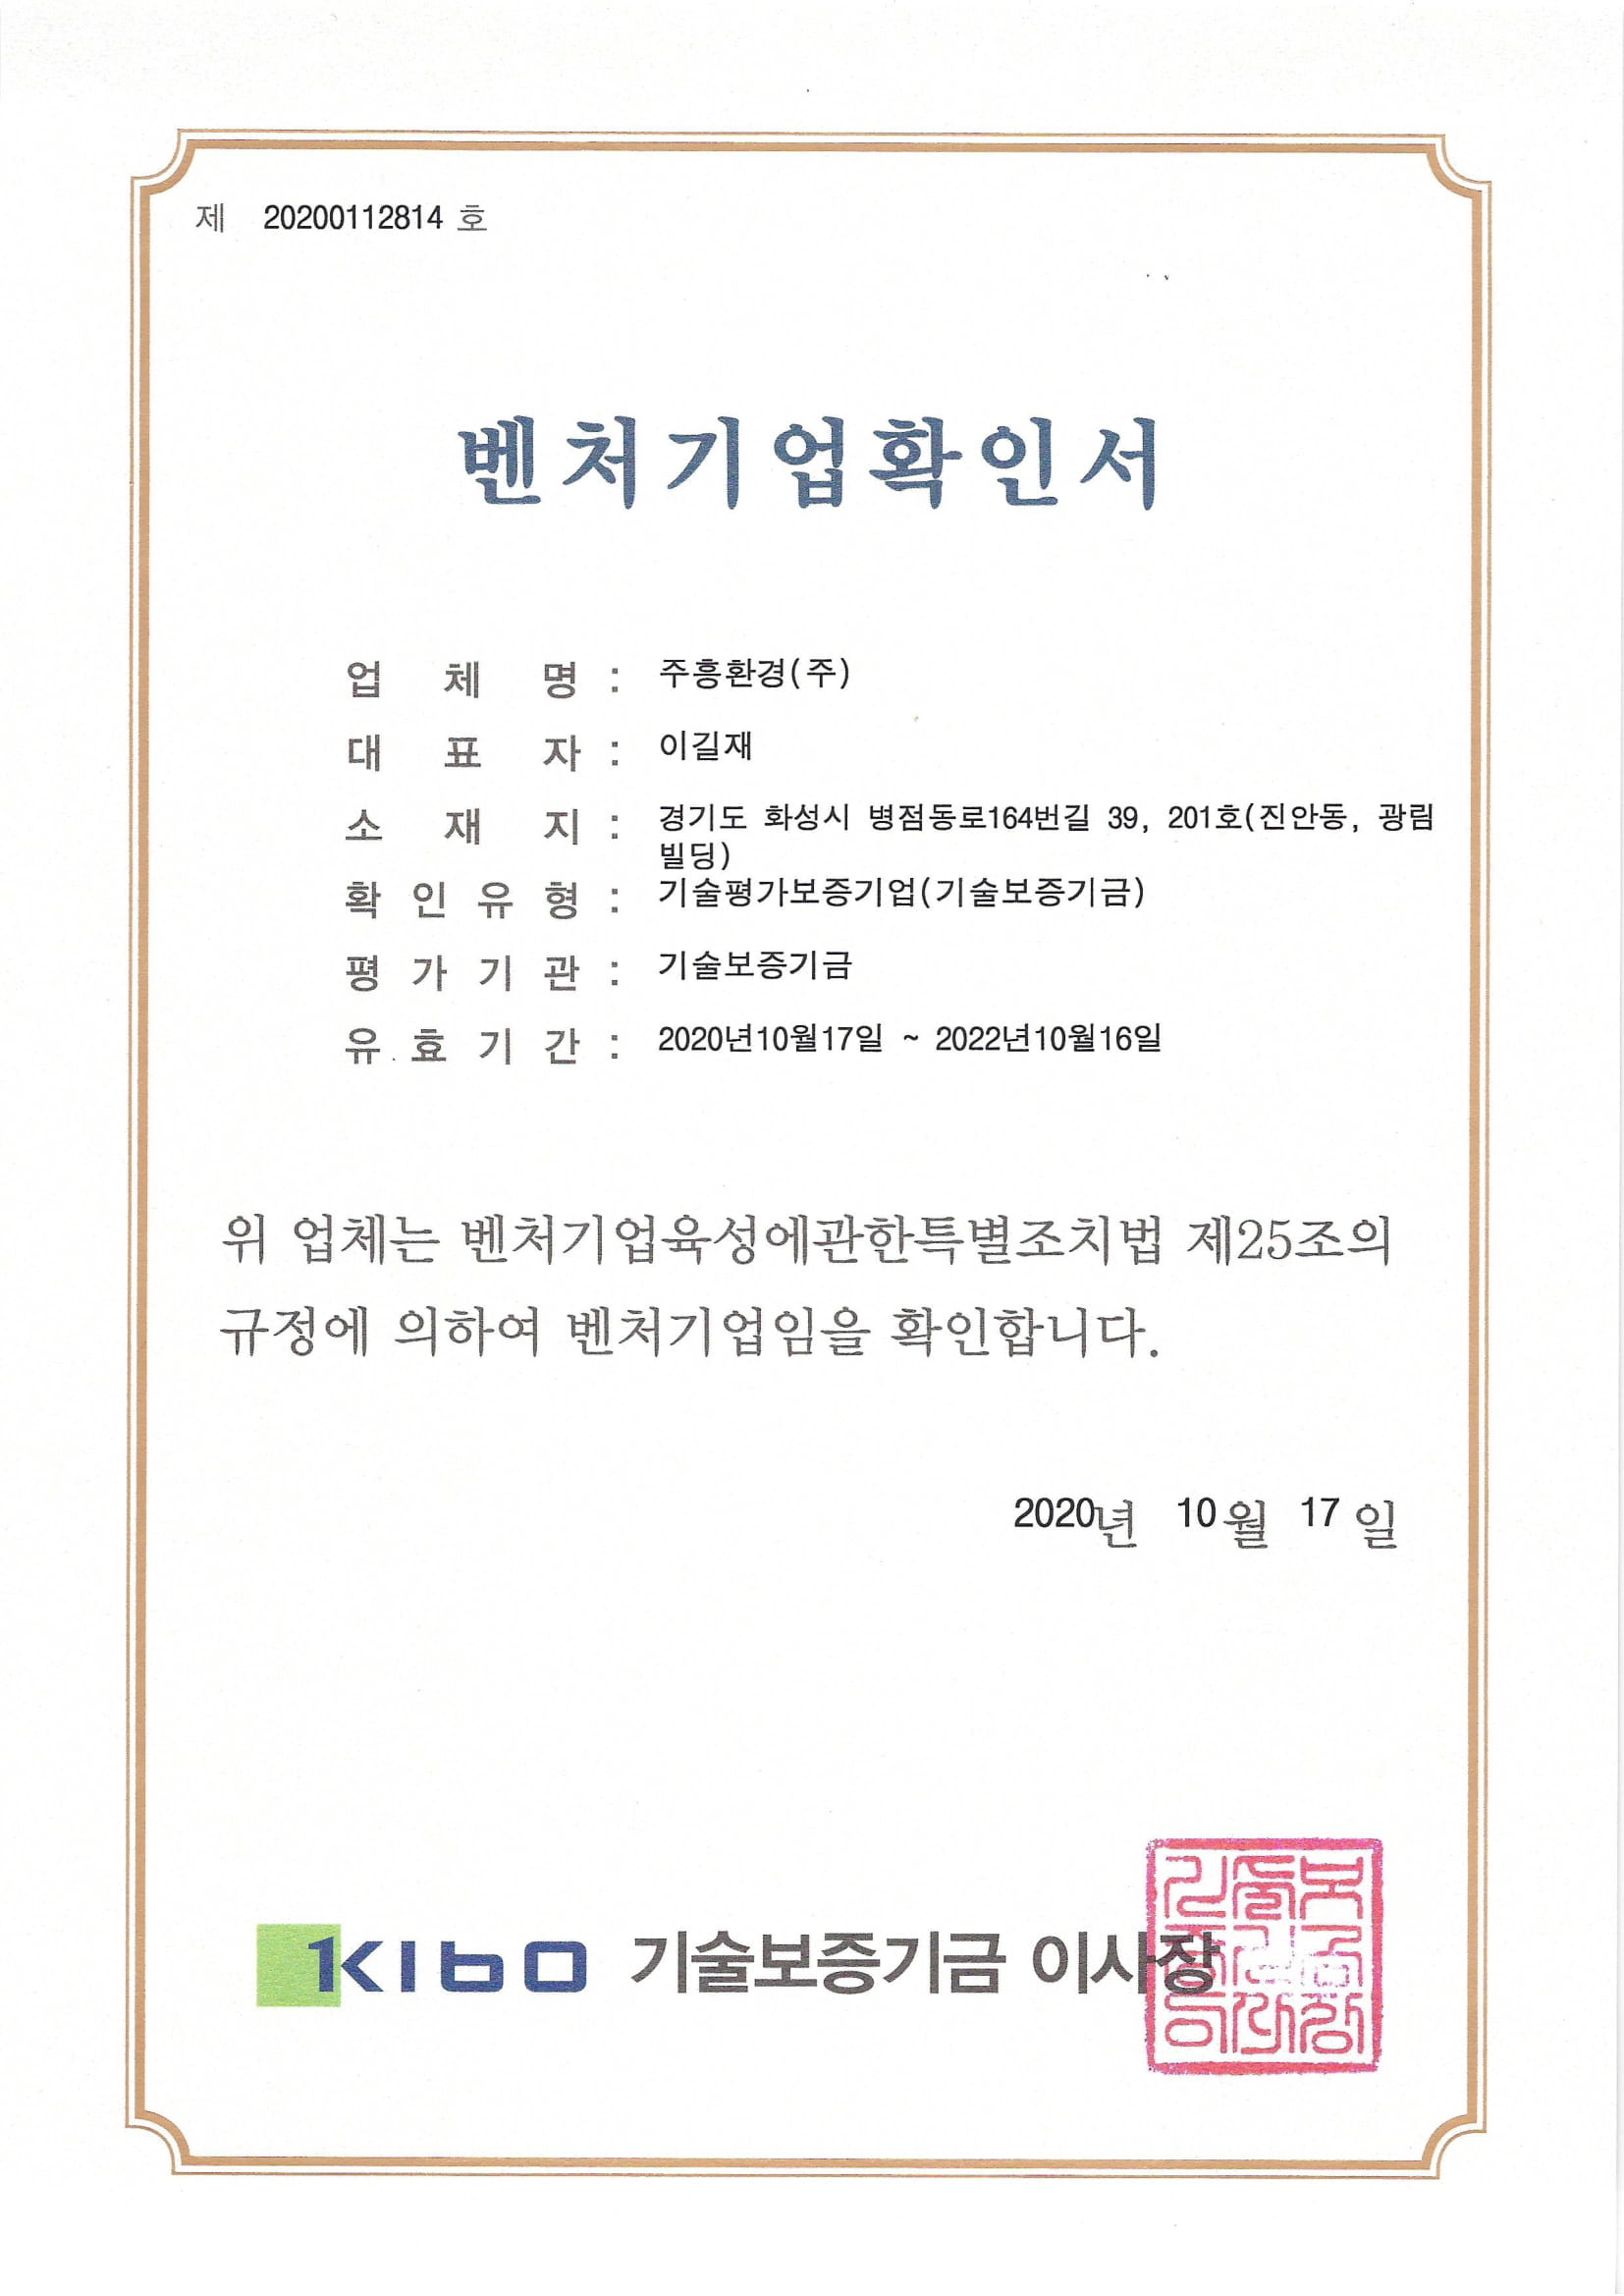 제 20200112814 호
벤처기업확인서
업 체 명 : 주흥환경(주)
대 표 자 : 이길재
소 재 지 : 경기도 화성시 병점동로164번길 39, 201호(진안동, 광림
빌딩)
확 인 유 형 : 기술평가보증기업(기술보증기금)
평 가 기 관 : 기술보증기금
유 효 기 간 : 2020년10월17일 ~ 2022년10월16일
위 업체는 벤처기업육성에관한특별조치법 제25조의
규정에 의하여 벤처기업임을 확인합니다.
2020년 10월 17일
KIBO 기술보증기금 이사장